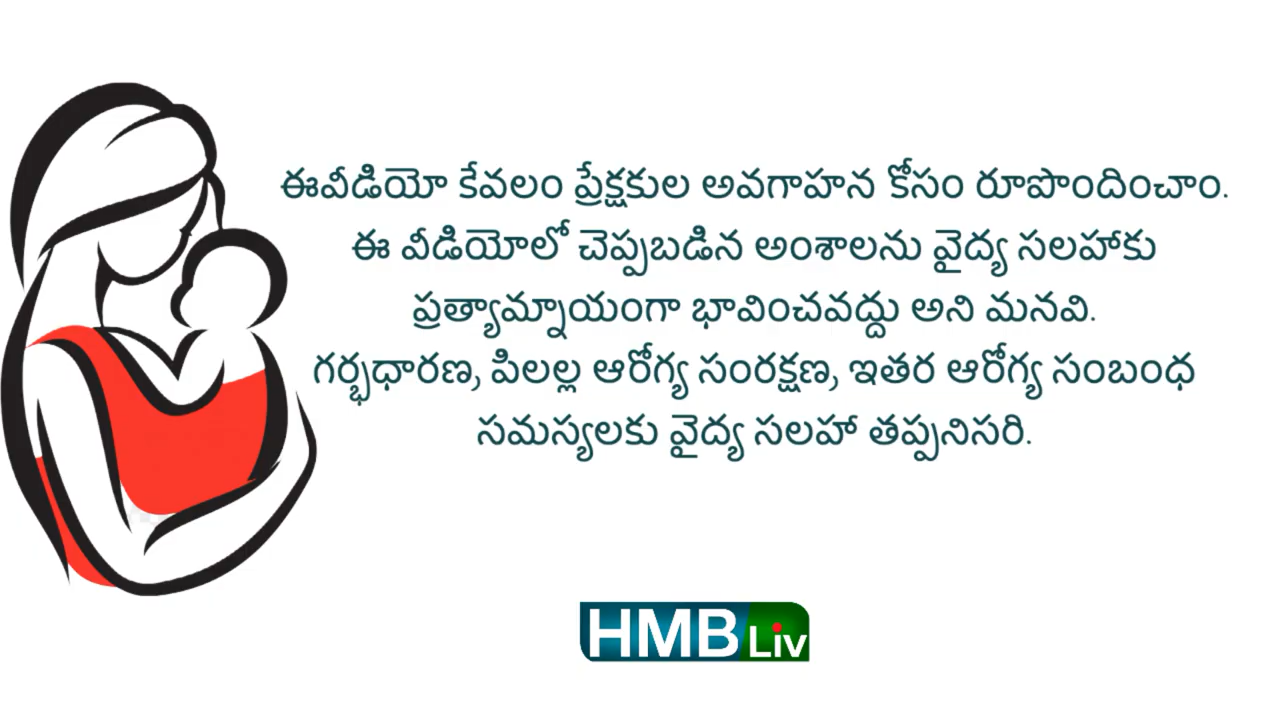 ఈవీడియో కేవలం ప్రేక్షకుల అవగాహన కోసం రూపొందించాం.
ఈ వీడియోలో చెప్పబడిన అంశాలను వైద్య సలహాకు
ప్రత్యామ్నాయంగా భావించవద్దు అని మనవి.
గర్భధారణ, పిలల్ల ఆరోగ్య సంరక్షణ, ఇతర ఆరోగ్య సంబంధ
సమస్యలకు వైద్య సలహా తప్పనిసరి.
HMB Liv